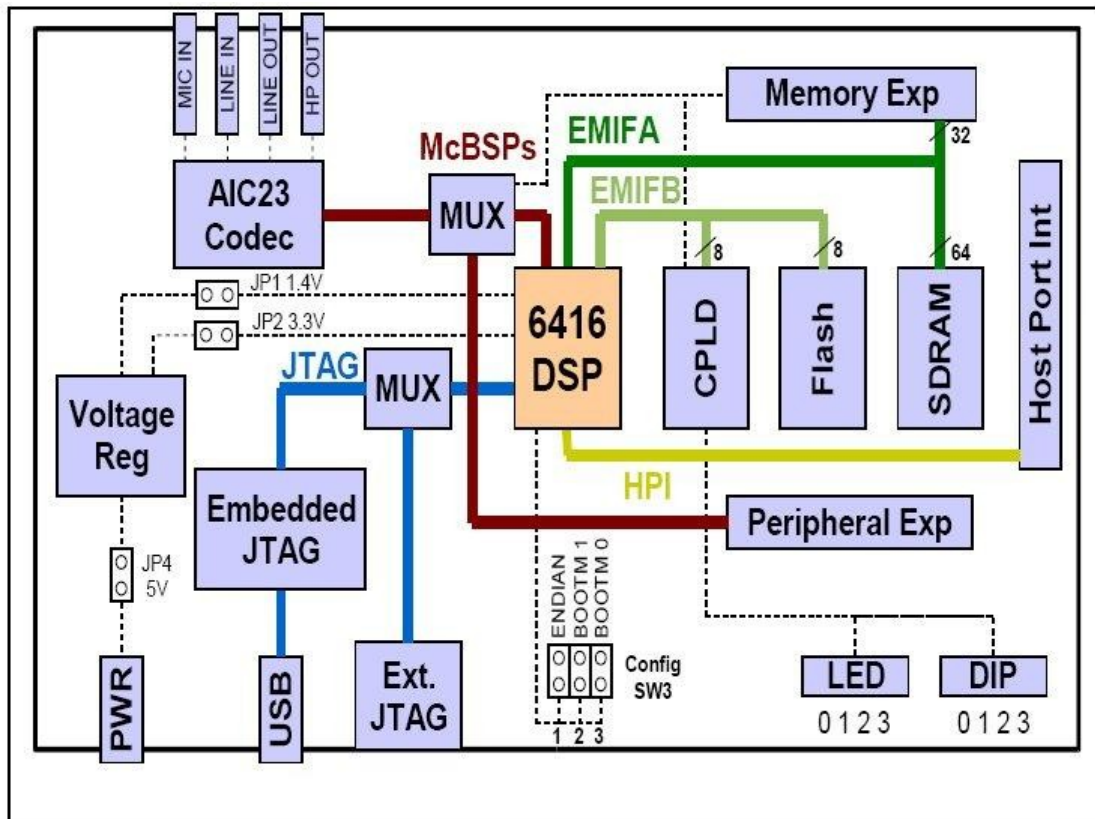 MIC IN
LINE IN
LINE OUT
HP OUT
Memory Exp
32
EMIFA
McBSPs
AIC23
Codec
MUX
EMIFB
8
8
64
Host Port Int
JP1 1.4V
JP2 3.3V
6416
DSP
CPLD
Flash
SDRAM
JTAG
MUX
Voltage
Reg
HPI
Embedded
JTAG
Peripheral Exp
JP4
5V
ENDIAN
BOOTM 1
BOOTM 0
Config
SW3
1 2 3
PWR
USB
Ext.
JTAG
LED
DIP
0 1 2 3
0 1 2 3